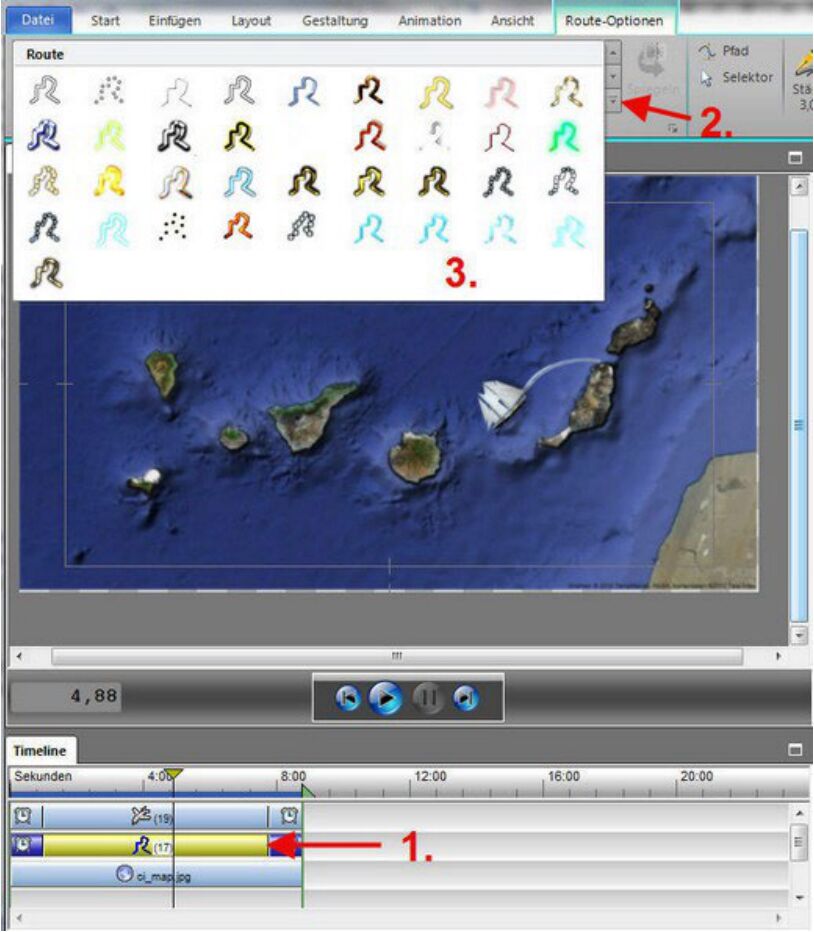 Datei Start Einfügen Layout Gestaltung Animation Ansicht Route-Optionen
Route
Pfad
Spiegeln
Selektor
2.
3.
4,88
Timeline
Sekunden 4:00 8:00 12:00 16:00 20:00
(19)
(17)
1.
ci_map.jpg